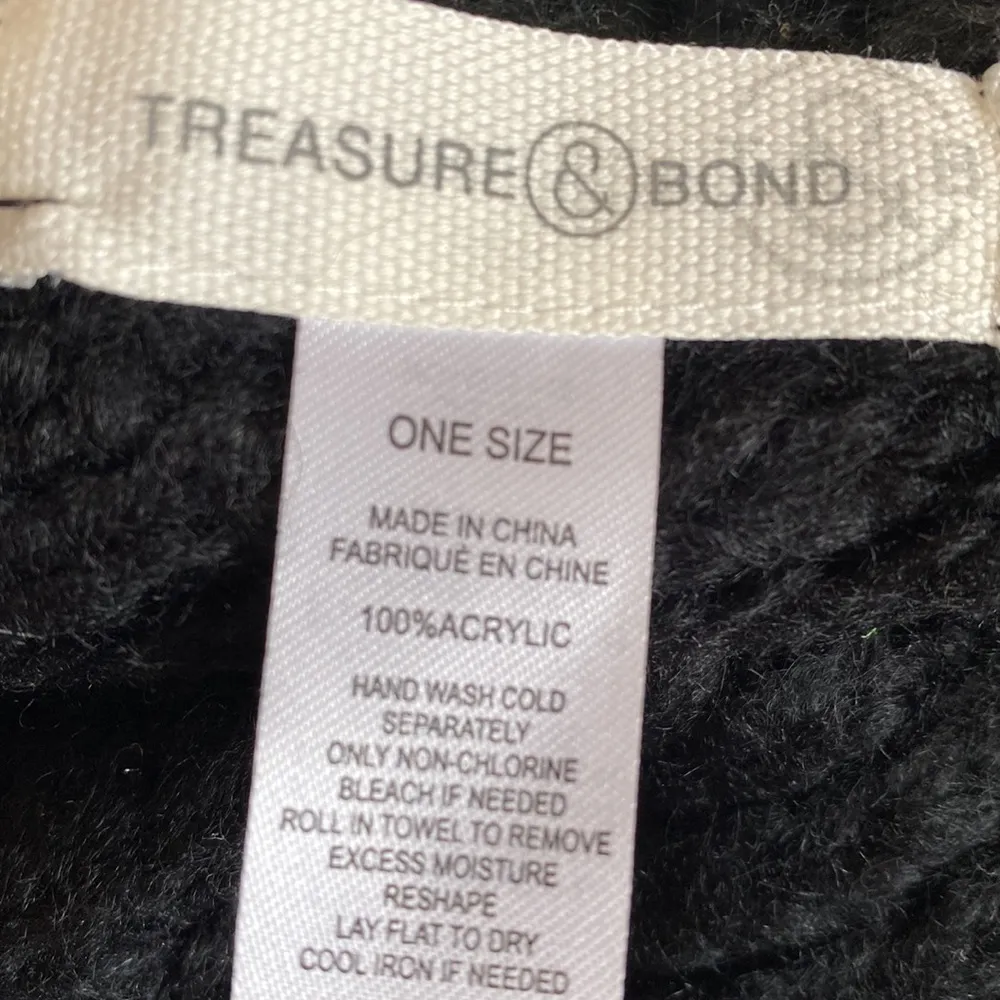 TREASURE & BOND
ONE SIZE
MADE IN CHINA
FABRIQUÉ EN CHINE
100%ACRYLIC
HAND WASH COLD
SEPARATELY
ONLY NON-CHLORINE
BLEACH IF NEEDED
ROLL IN TOWEL TO REMOVE
EXCESS MOISTURE
RESHAPE
LAY FLAT TO DRY
COOL IRON IF NEEDED